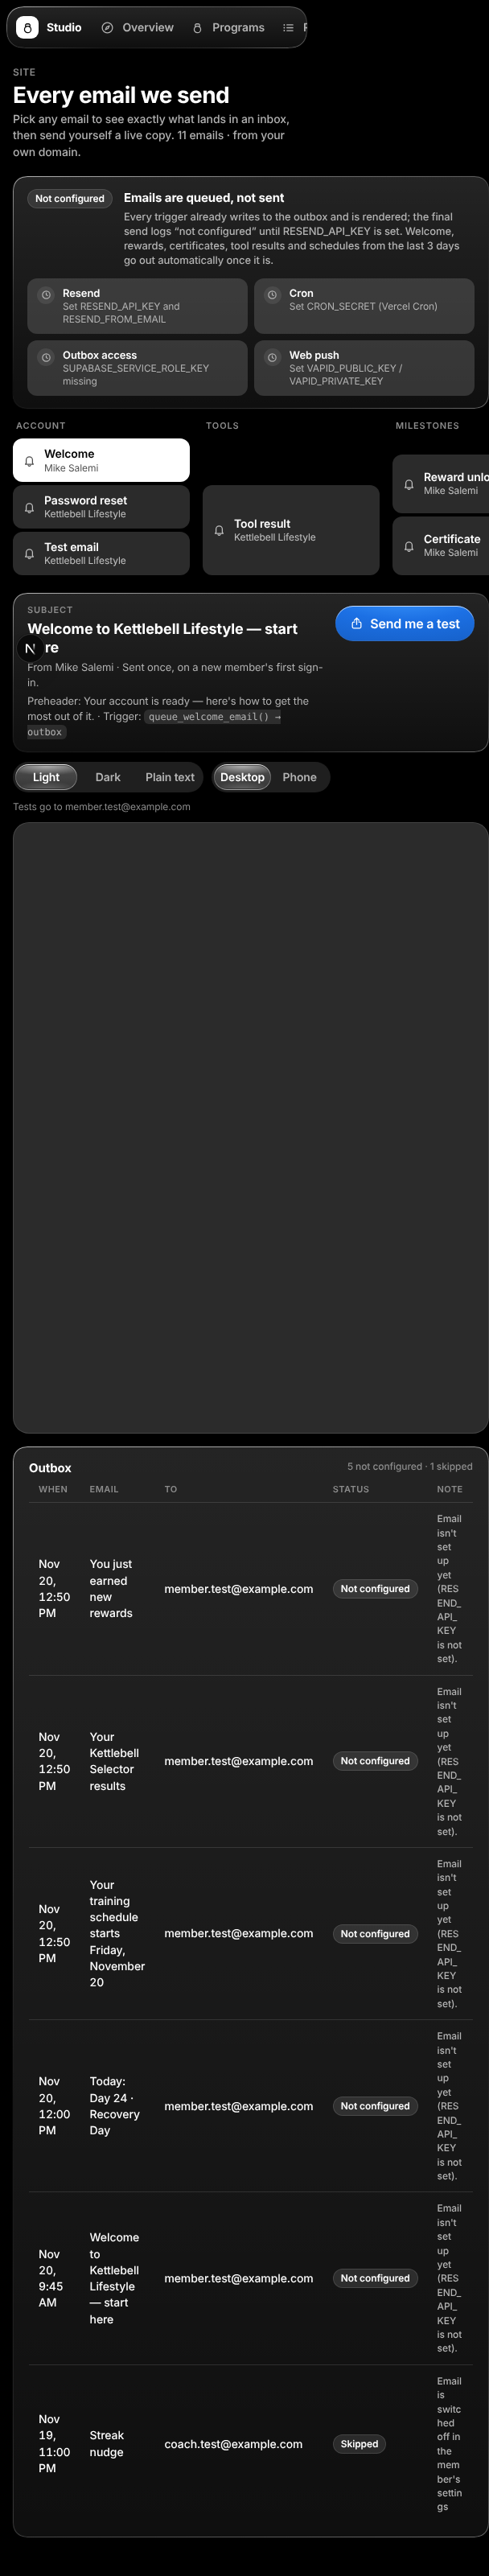 Studio Overview Programs
SITE
Every email we send
Pick any email to see exactly what lands in an inbox,
then send yourself a live copy. 11 emails · from your
own domain.
Not configured
Emails are queued, not sent
Every trigger already writes to the outbox and is rendered; the final
send logs “not configured” until RESEND_API_KEY is set. Welcome,
rewards, certificates, tool results and schedules from the last 3 days
go out automatically once it is.
Resend
Set RESEND_API_KEY and
RESEND_FROM_EMAIL
Cron
Set CRON_SECRET (Vercel Cron)
Outbox access
SUPABASE_SERVICE_ROLE_KEY
missing
Web push
Set VAPID_PUBLIC_KEY /
VAPID_PRIVATE_KEY
ACCOUNT
Welcome
Mike Salemi
Password reset
Kettlebell Lifestyle
Test email
Kettlebell Lifestyle
TOOLS
Tool result
Kettlebell Lifestyle
MILESTONES
Reward unlo
Mike Salemi
Certificate
Mike Salemi
SUBJECT
Welcome to Kettlebell Lifestyle — start
re
From Mike Salemi · Sent once, on a new member's first sign-
in.
Preheader: Your account is ready — here's how to get the
most out of it. · Trigger: queue_welcome_email() →
outbox
Send me a test
Light Dark Plain text Desktop Phone
Tests go to member.test@example.com
Outbox
5 not configured · 1 skipped
WHEN EMAIL TO STATUS NOTE
Nov
20,
12:50
PM
You just
earned
new
rewards
member.test@example.com
Not configured
Email
isn't
set
up
yet
(RES
END_
API_
KEY
is not
set).
Nov
20,
12:50
PM
Your
Kettlebell
Selector
results
member.test@example.com
Not configured
Email
isn't
set
up
yet
(RES
END_
API_
KEY
is not
set).
Nov
20,
12:50
PM
Your
training
schedule
starts
Friday,
November
20
member.test@example.com
Not configured
Email
isn't
set
up
yet
(RES
END_
API_
KEY
is not
set).
Nov
20,
12:00
PM
Today:
Day 24 ·
Recovery
Day
member.test@example.com
Not configured
Email
isn't
set
up
yet
(RES
END_
API_
KEY
is not
set).
Nov
20,
9:45
AM
Welcome
to
Kettlebell
Lifestyle
— start
here
member.test@example.com
Not configured
Email
isn't
set
up
yet
(RES
END_
API_
KEY
is not
set).
Nov
19,
11:00
PM
Streak
nudge
coach.test@example.com
Skipped
Email
is
switc
hed
off in
the
mem
ber's
settin
gs